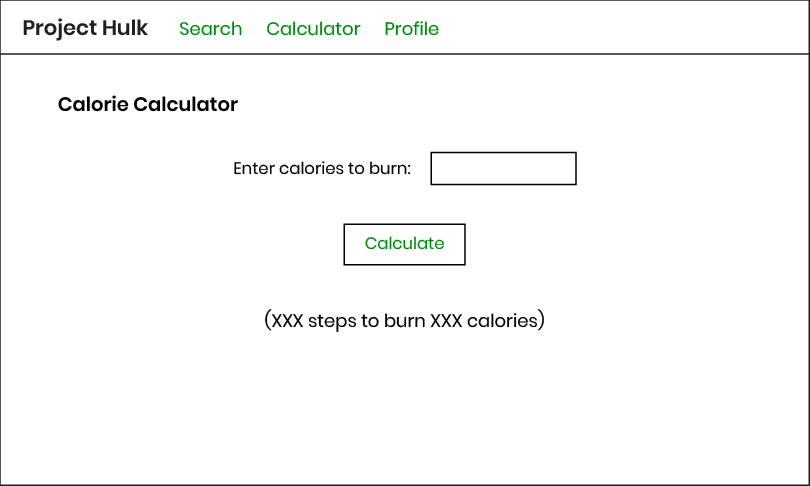 Project Hulk Search Calculator Profile
Calorie Calculator
Enter calories to burn:
Calculate
(XXX steps to burn XXX calories)